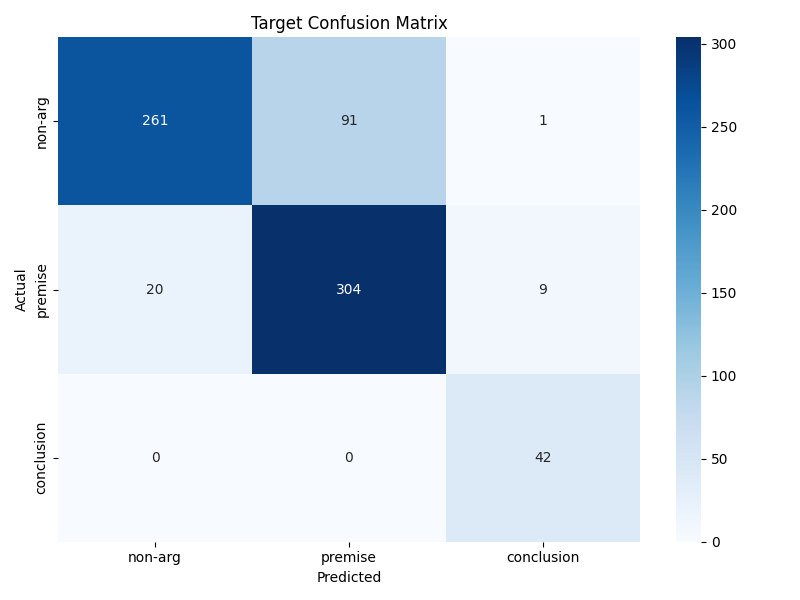 Target Confusion Matrix
Actual
non-arg
premise
conclusion
261 91 1
20 304 9
0 0 42
non-arg premise conclusion
Predicted
300
250
200
150
100
50
0